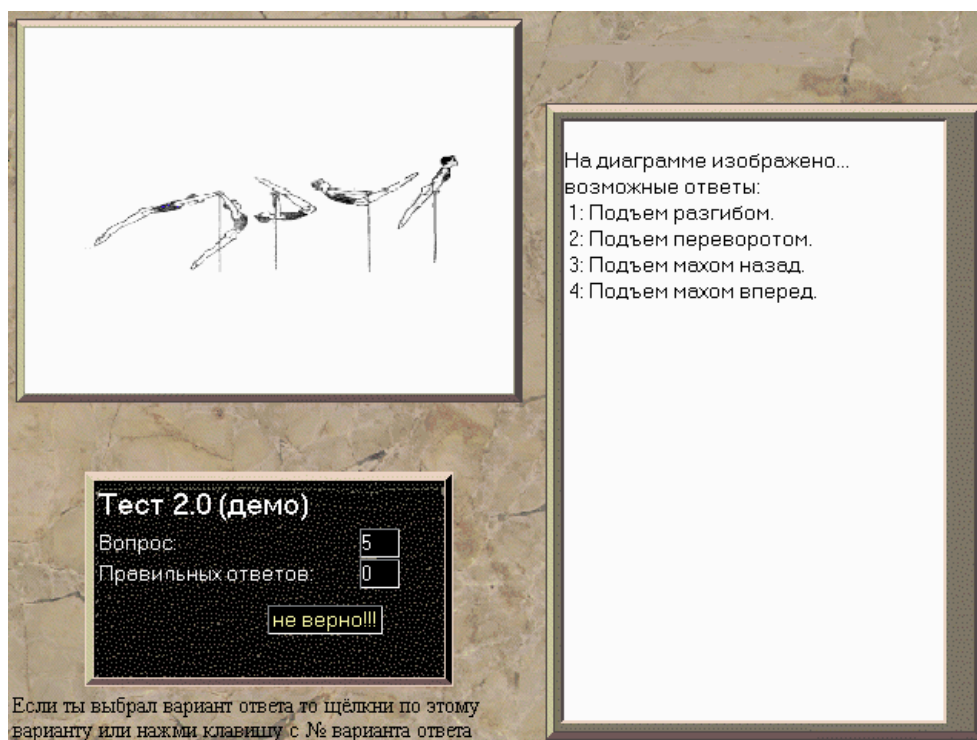 На диаграмме изображено...
возможные ответы:
1: Подъем разгибом.
2: Подъем переворотом.
3: Подъем махом назад.
4: Подъем махом вперед.
Тест 2.0 (демо)
Вопрос: 5
Правильных ответов: 0
не верно!!!
Если ты выбрал вариант ответа то щёлкни по этому
варианту или нажми клавишу с № варианта ответа